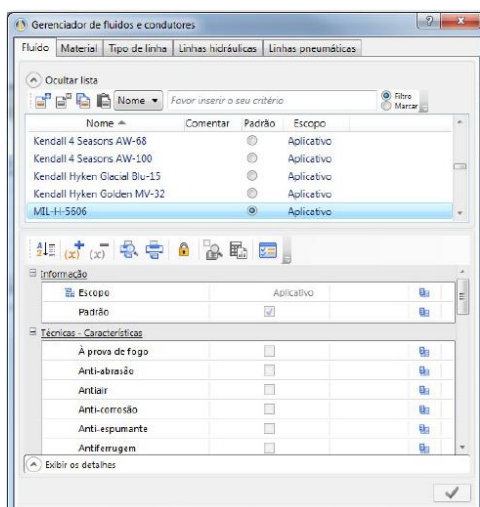 Gerenciador de fluidos e condutores
Fluído Material Tipo de linha Linhas hidráulicas Linhas pneumáticas
Ocultar lista
Nome Favor inserir o seu critério Filtro
Marcar
Nome Comentar Padrão Escopo
Kendall 4 Seasons AW-68 Aplicativo
Kendall 4 Seasons AW-100 Aplicativo
Kendall Hyken Glacial Blu-15 Aplicativo
Kendall Hyken Golden MV-32 Aplicativo
MIL-H-5606 Aplicativo
Informação
Escopo Aplicativo
Padrão
Técnicas - Características
À prova de fogo
Anti-abrasão
Antiair
Anti-corrosão
Anti-espumante
Antiferrugem
Exibir os detalhes